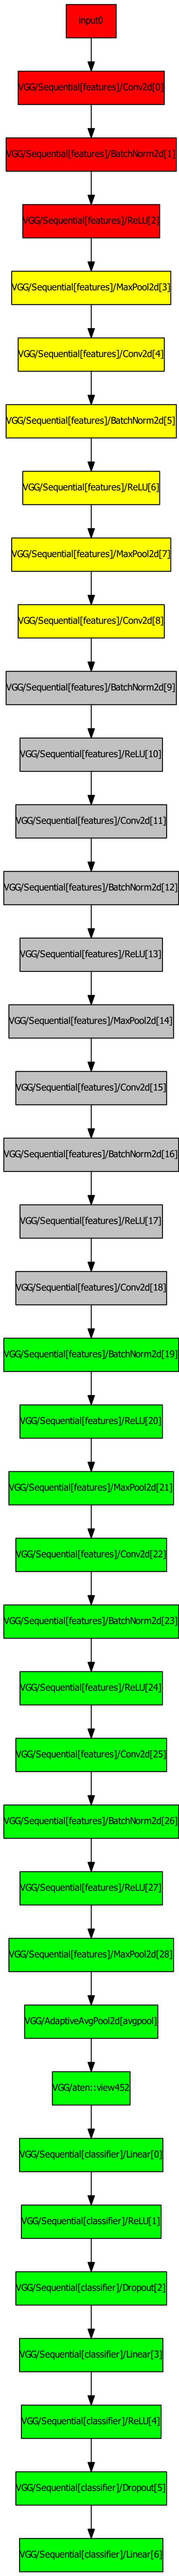 input0
VGG/Sequential[features]/Conv2d[0]
VGG/Sequential[features]/BatchNorm2d[1]
VGG/Sequential[features]/ReLU[2]
VGG/Sequential[features]/MaxPool2d[3]
VGG/Sequential[features]/Conv2d[4]
VGG/Sequential[features]/BatchNorm2d[5]
VGG/Sequential[features]/ReLU[6]
VGG/Sequential[features]/MaxPool2d[7]
VGG/Sequential[features]/Conv2d[8]
VGG/Sequential[features]/BatchNorm2d[9]
VGG/Sequential[features]/ReLU[10]
VGG/Sequential[features]/Conv2d[11]
VGG/Sequential[features]/BatchNorm2d[12]
VGG/Sequential[features]/ReLU[13]
VGG/Sequential[features]/MaxPool2d[14]
VGG/Sequential[features]/Conv2d[15]
VGG/Sequential[features]/BatchNorm2d[16]
VGG/Sequential[features]/ReLU[17]
VGG/Sequential[features]/Conv2d[18]
VGG/Sequential[features]/BatchNorm2d[19]
VGG/Sequential[features]/ReLU[20]
VGG/Sequential[features]/MaxPool2d[21]
VGG/Sequential[features]/Conv2d[22]
VGG/Sequential[features]/BatchNorm2d[23]
VGG/Sequential[features]/ReLU[24]
VGG/Sequential[features]/Conv2d[25]
VGG/Sequential[features]/BatchNorm2d[26]
VGG/Sequential[features]/ReLU[27]
VGG/Sequential[features]/MaxPool2d[28]
VGG/AdaptiveAvgPool2d[avgpool]
VGG/aten::view452
VGG/Sequential[classifier]/Linear[0]
VGG/Sequential[classifier]/ReLU[1]
VGG/Sequential[classifier]/Dropout[2]
VGG/Sequential[classifier]/Linear[3]
VGG/Sequential[classifier]/ReLU[4]
VGG/Sequential[classifier]/Dropout[5]
VGG/Sequential[classifier]/Linear[6]